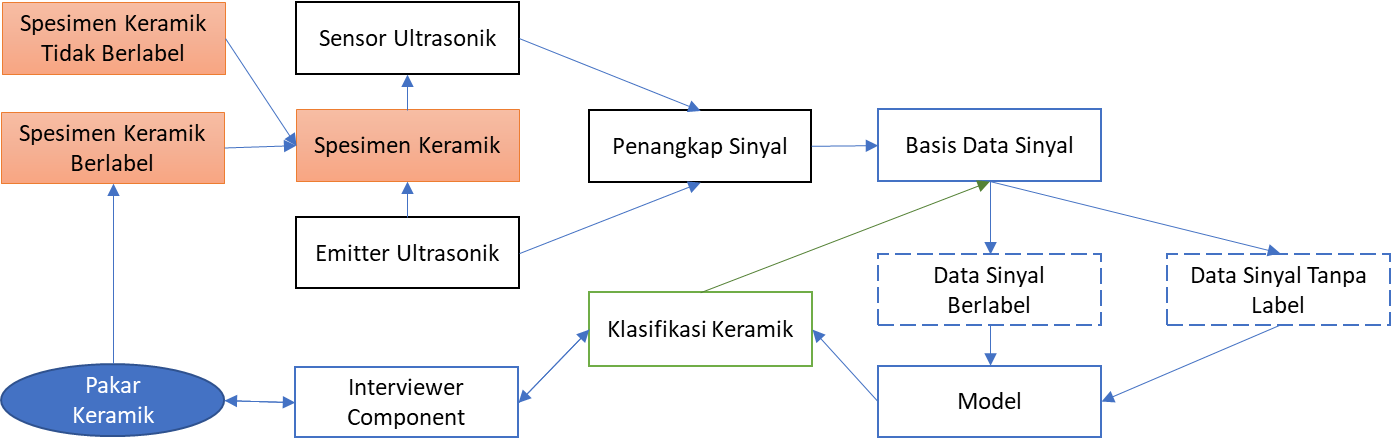 Spesimen Keramik
Tidak Berlabel
Sensor Ultrasonik
Spesimen Keramik
Berlabel
Spesimen Keramik
Penangkap Sinyal
Basis Data Sinyal
Emitter Ultrasonik
Data Sinyal
Berlabel
Data Sinyal Tanpa
Label
Klasifikasi Keramik
Pakar
Keramik
Interviewer
Component
Model